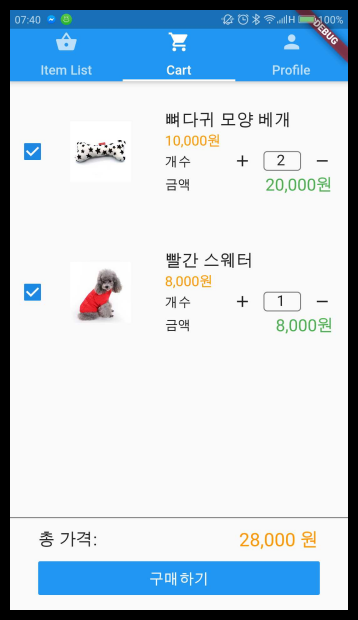 07:40 H 100%
DEBUG
Item List Cart Profile
뼈다귀 모양 베개
10,000원
개수 + 2 −
금액 20,000원
빨간 스웨터
8,000원
개수 + 1 −
금액 8,000원
총 가격: 28,000 원
구매하기